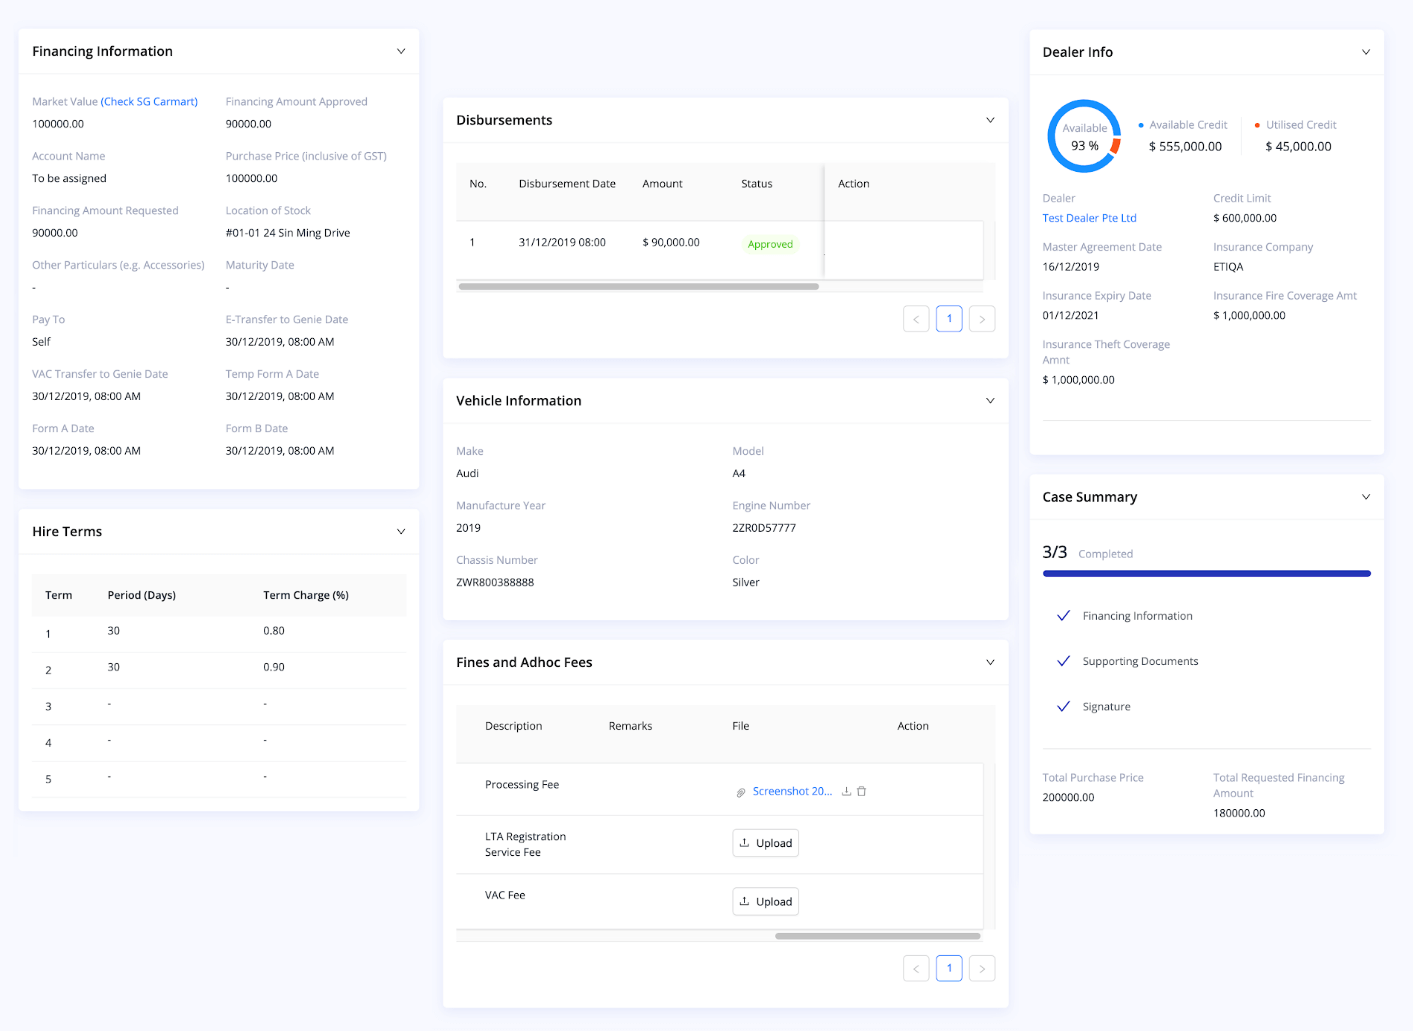 Financing Information
Market Value (Check SG Carmart)
100000.00
Financing Amount Approved
90000.00
Account Name
To be assigned
Purchase Price (inclusive of GST)
100000.00
Financing Amount Requested
90000.00
Location of Stock
#01-01 24 Sin Ming Drive
Other Particulars (e.g. Accessories)
-
Maturity Date
-
Pay To
Self
E-Transfer to Genie Date
30/12/2019, 08:00 AM
VAC Transfer to Genie Date
30/12/2019, 08:00 AM
Temp Form A Date
30/12/2019, 08:00 AM
Form A Date
30/12/2019, 08:00 AM
Form B Date
30/12/2019, 08:00 AM
Hire Terms
Term Period (Days) Term Charge (%)
1 30 0.80
2 30 0.90
3 - -
4 - -
5 - -
Disbursements
No. Disbursement Date Amount Status Action
1 31/12/2019 08:00 $ 90,000.00 Approved
< 1 >
Vehicle Information
Make
Audi
Model
A4
Manufacture Year
2019
Engine Number
2ZR0D57777
Chassis Number
ZWR800388888
Color
Silver
Fines and Adhoc Fees
Description Remarks File Action
Processing Fee Screenshot 20...
LTA Registration
Service Fee
Upload
VAC Fee Upload
< 1 >
Dealer Info
Available
93 %
Available Credit
$ 555,000.00
Utilised Credit
$ 45,000.00
Dealer
Test Dealer Pte Ltd
Credit Limit
$ 600,000.00
Master Agreement Date
16/12/2019
Insurance Company
ETIQA
Insurance Expiry Date
01/12/2021
Insurance Fire Coverage Amt
$ 1,000,000.00
Insurance Theft Coverage
Amnt
$ 1,000,000.00
Case Summary
3/3 Completed
Financing Information
Supporting Documents
Signature
Total Purchase Price
200000.00
Total Requested Financing
Amount
180000.00